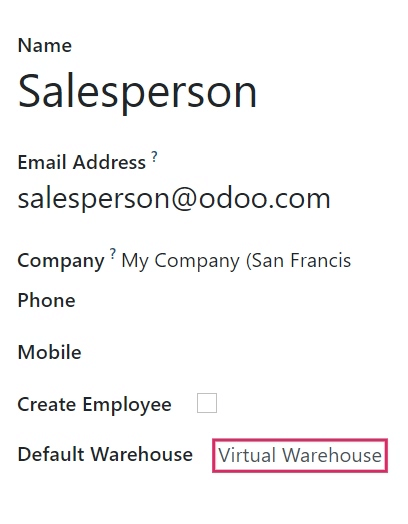 Name
Salesperson
Email Address ?
salesperson@odoo.com
Company ? My Company (San Francis
Phone
Mobile
Create Employee
Default Warehouse Virtual Warehouse